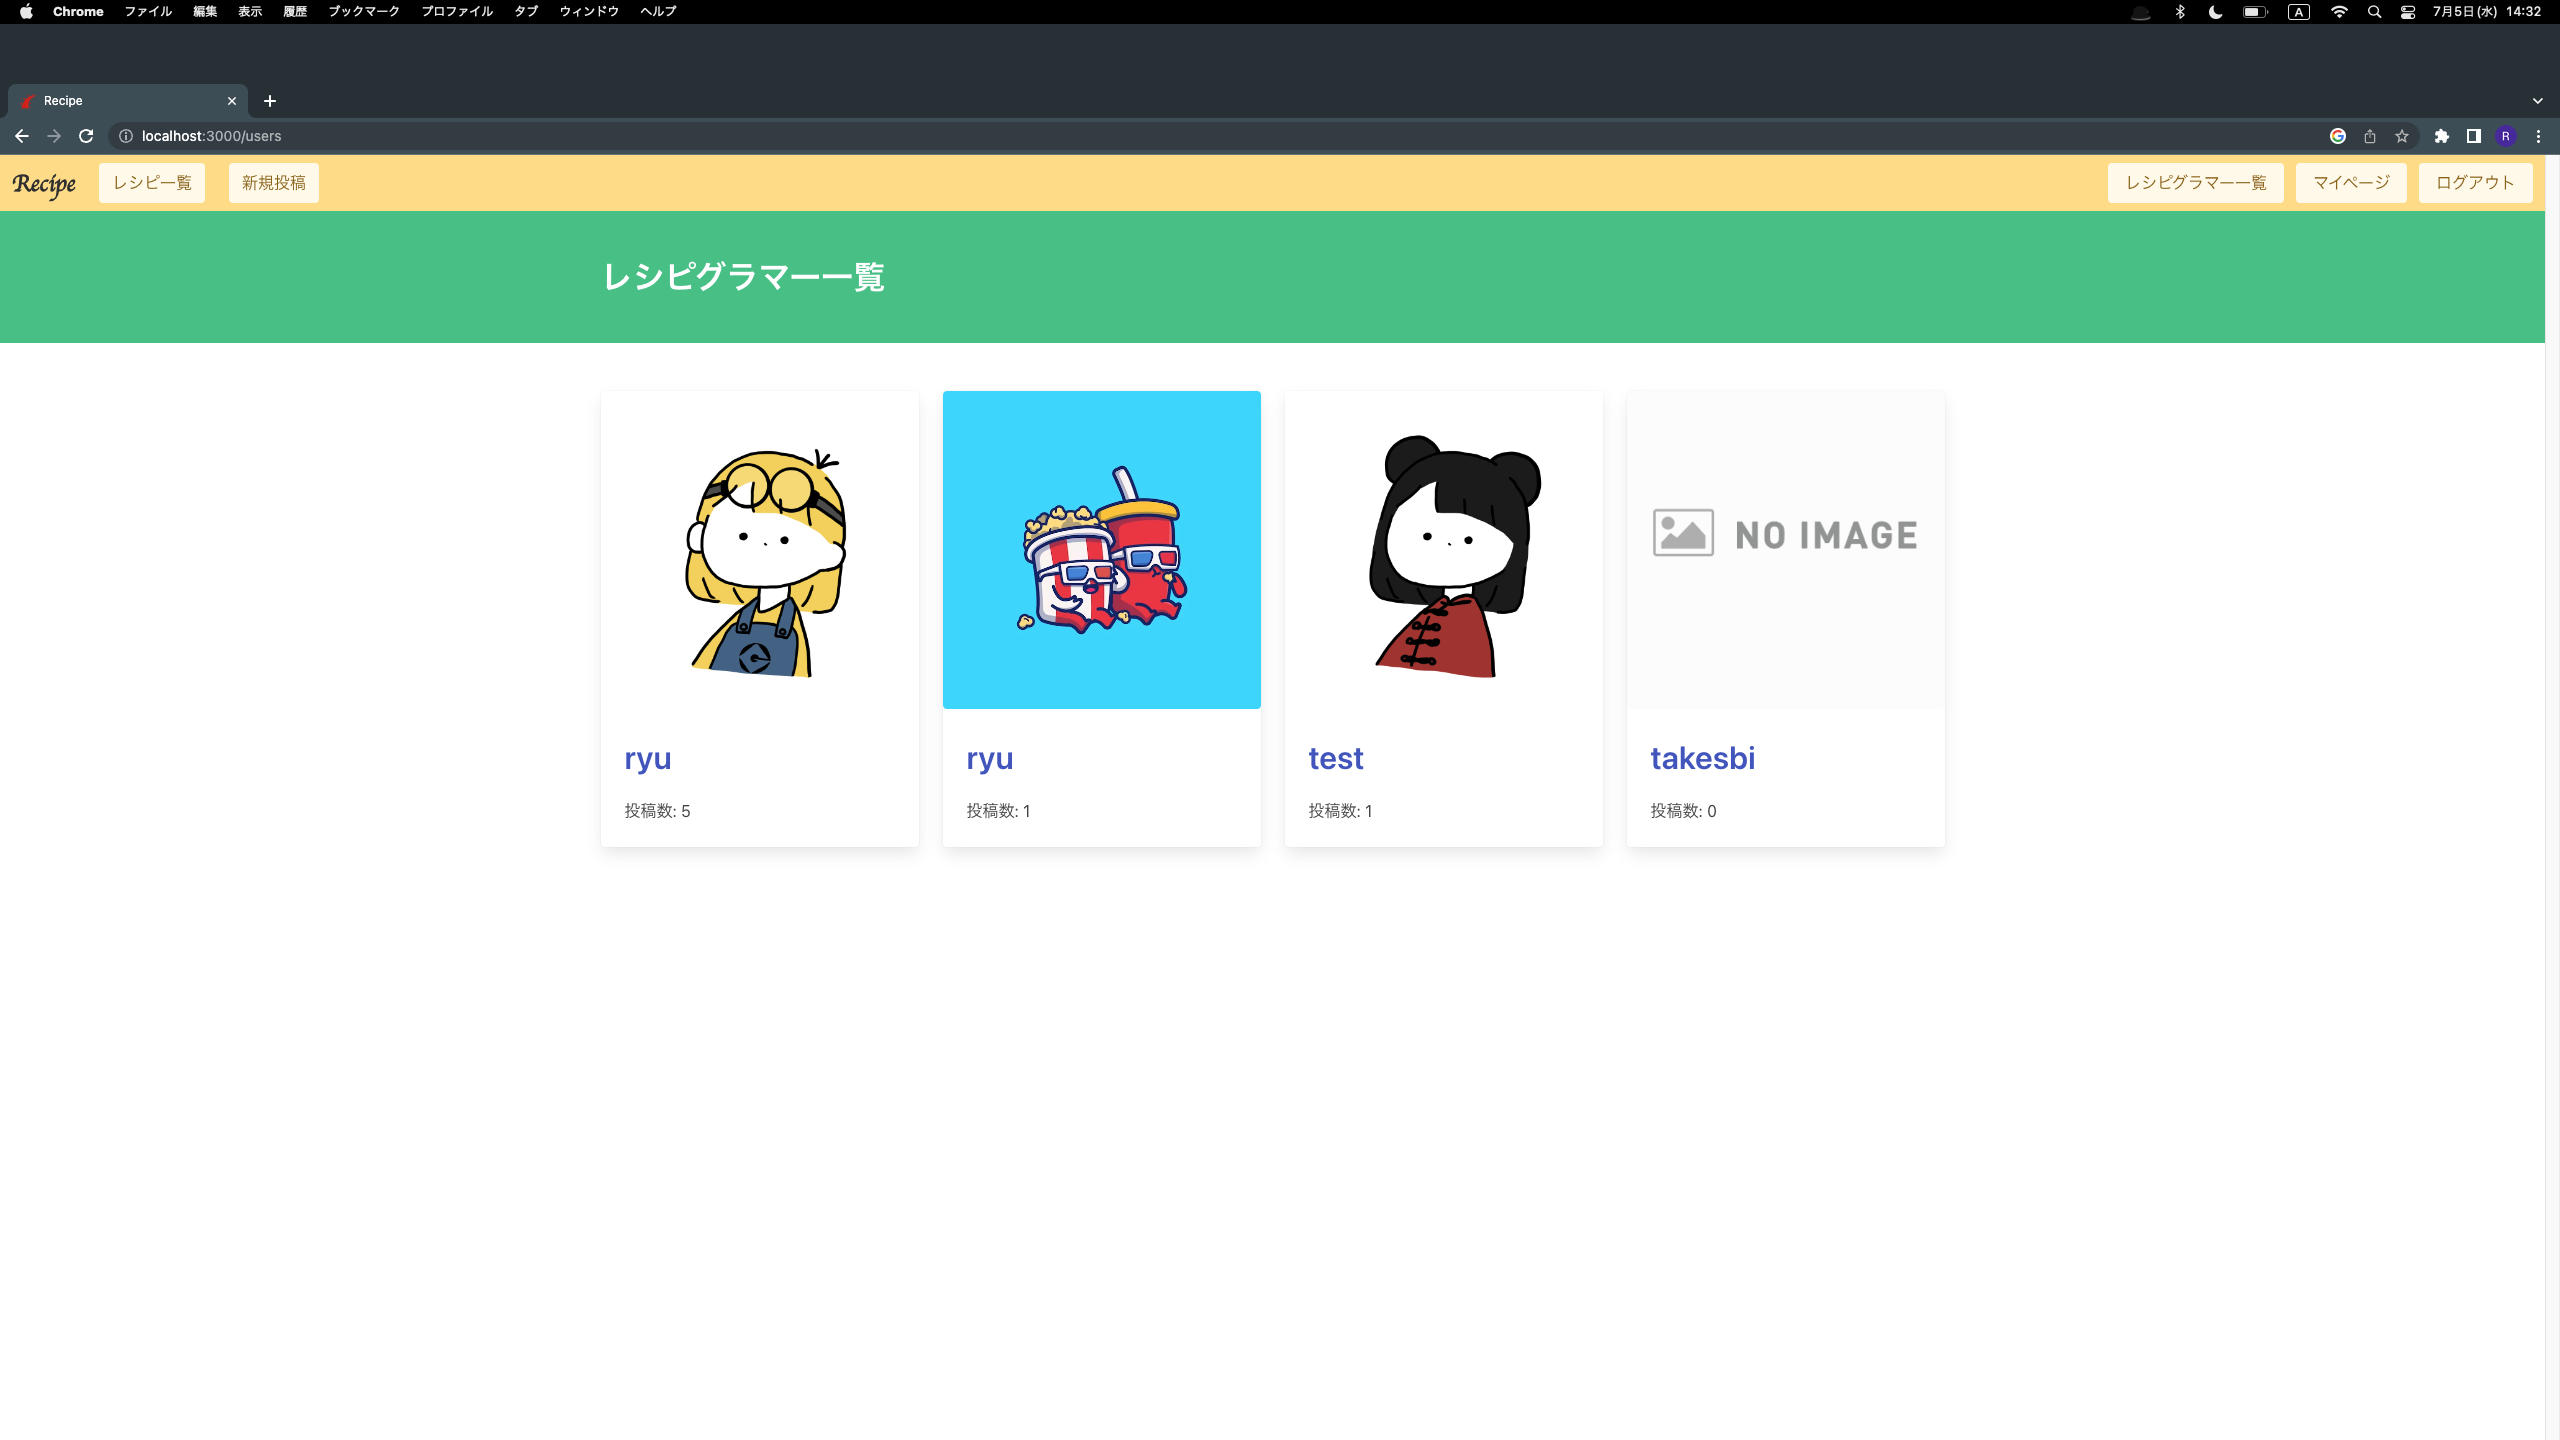 Chrome ファイル 編集 表示 履歴 ブックマーク プロファイル タブ ウィンドウ ヘルプ A 7月5日(水) 14:32
Recipe
localhost:3000/users R
Recipe レシピ一覧 新規投稿 レシピグラマー一覧 マイページ ログアウト
レシピグラマー一覧
NO IMAGE
ryu ryu test takesbi
投稿数: 5 投稿数: 1 投稿数: 1 投稿数: 0